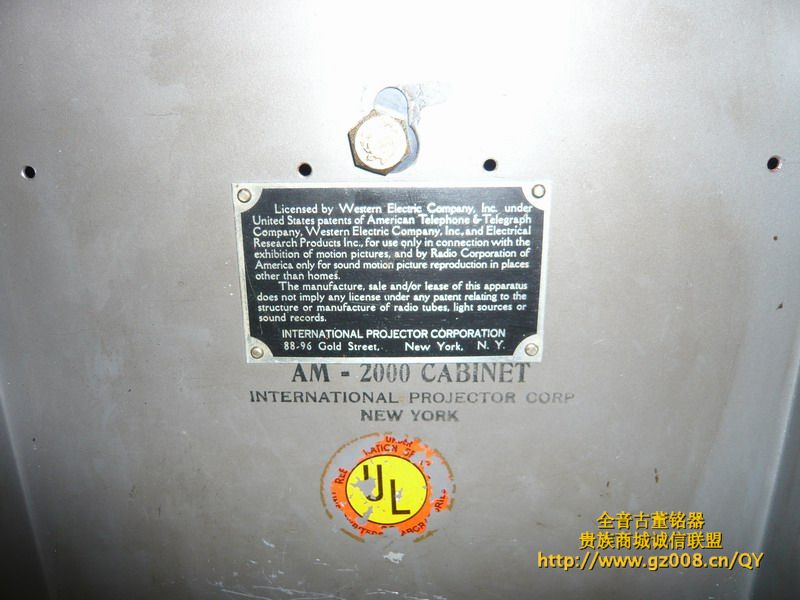 Licensed by Western Electric Company, Inc. under
United States patents of American Telephone & Telegraph
Company, Western Electric Company, Inc., and Electrical
Research Products Inc., for use only in connection with the
exhibition of motion pictures, and by Radio Corporation of
America only for sound motion picture reproduction in places
other than homes.
The manufacture, sale and/or lease of this apparatus
does not imply any license under any patent relating to the
structure or manufacture of radio tubes, light sources or
sound records.
INTERNATIONAL PROJECTOR CORPORATION
88-96 Gold Street, New York, N. Y.
AM - 2000 CABINET
INTERNATIONAL PROJECTOR CORP
NEW YORK
UL
全音古董铭器
贵族商城诚信联盟
http://www.gz008.cn/QY